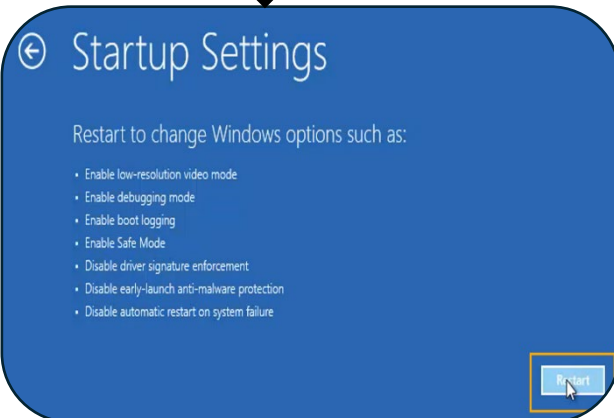 Startup Settings
Restart to change Windows options such as:
• Enable low-resolution video mode
• Enable debugging mode
• Enable boot logging
• Enable Safe Mode
• Disable driver signature enforcement
• Disable early-launch anti-malware protection
• Disable automatic restart on system failure
Restart